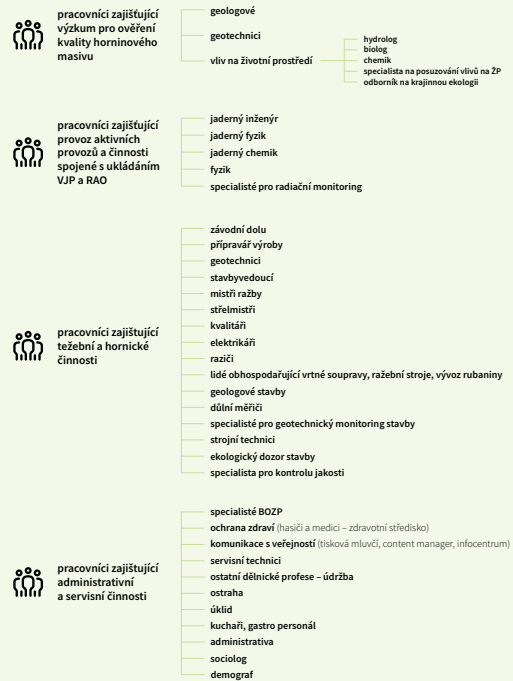 pracovníci zajišťující
výzkum pro ověření
kvality horninového
masivu
geologové
geotechnici
vliv na životní prostředí
hydrolog
biolog
chemik
specialista na posuzování vlivů na ŽP
odborník na krajinnou ekologii
pracovníci zajišťující
provoz aktivních
provozů a činnosti
spojené s ukládáním
VJP a RAO
jaderný inženýr
jaderný fyzik
jaderný chemik
fyzik
specialisté pro radiační monitoring
pracovníci zajištující
težební a hornické
činnosti
závodní dolu
přípravář výroby
geotechnici
stavbyvedoucí
mistři ražby
střelmistři
kvalitáři
elektrikáři
raziči
lidé obhospodařující vrtné soupravy, ražební stroje, vývoz rubaniny
geologové stavby
důlní měřiči
specialisté pro geotechnický monitoring stavby
strojní technici
ekologický dozor stavby
specialista pro kontrolu jakosti
pracovníci zajištující
administrativní
a servisní činnosti
specialisté BOZP
ochrana zdraví (hasiči a medici – zdravotní středisko)
komunikace s veřejností (tisková mluvčí, content manager, infocentrum)
servisní technici
ostatní dělnické profese – údržba
ostraha
úklid
kuchaři, gastro personál
administrativa
sociolog
demograf